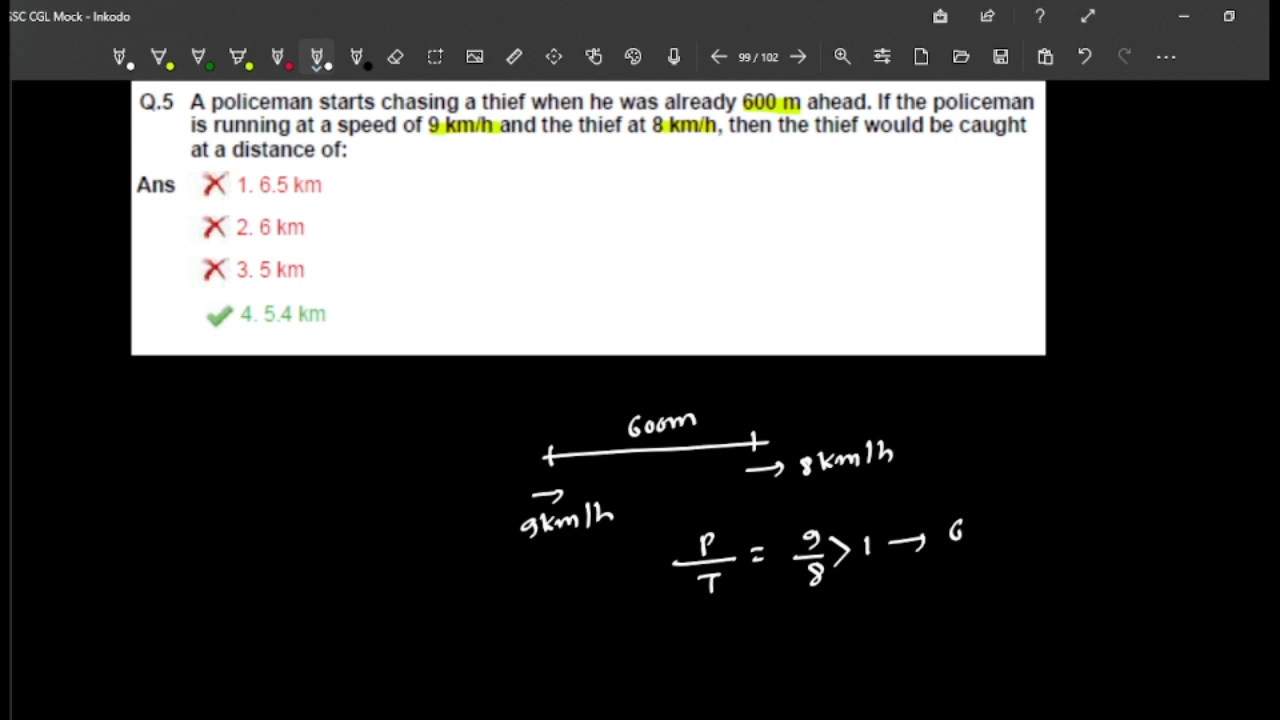 SSC CGL Mock - Inkodo
99 / 102
Q.5 A policeman starts chasing a thief when he was already 600 m ahead. If the policeman
is running at a speed of 9 km/h and the thief at 8 km/h, then the thief would be caught
at a distance of:
Ans 1. 6.5 km
2. 6 km
3. 5 km
4. 5.4 km
600m
→ 8km/h
→
9km/h
P/T = 9/8 > 1 → 6